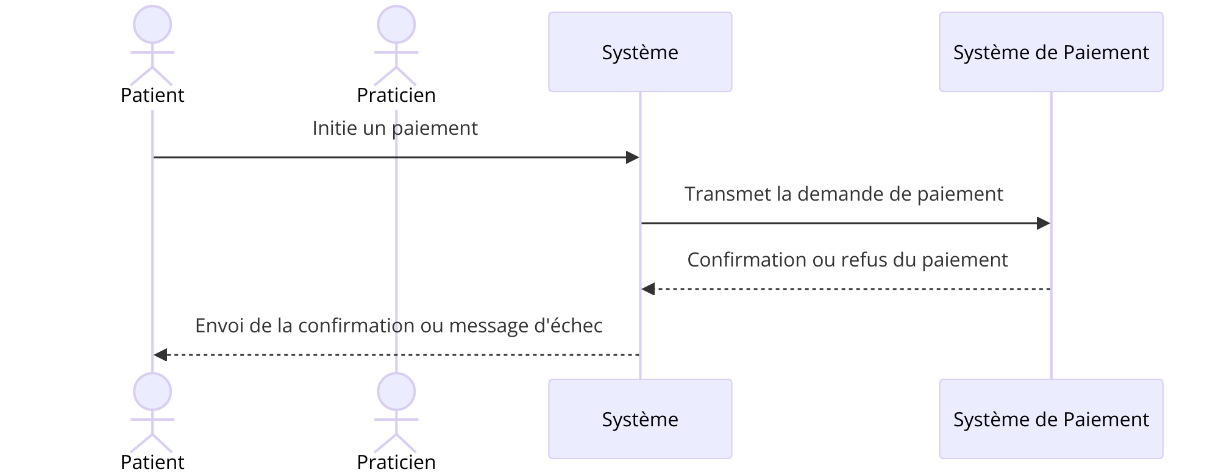 Patient
Praticien
Système
Système de Paiement
Initie un paiement
Transmet la demande de paiement
Confirmation ou refus du paiement
Envoi de la confirmation ou message d'échec
Patient
Praticien
Système
Système de Paiement